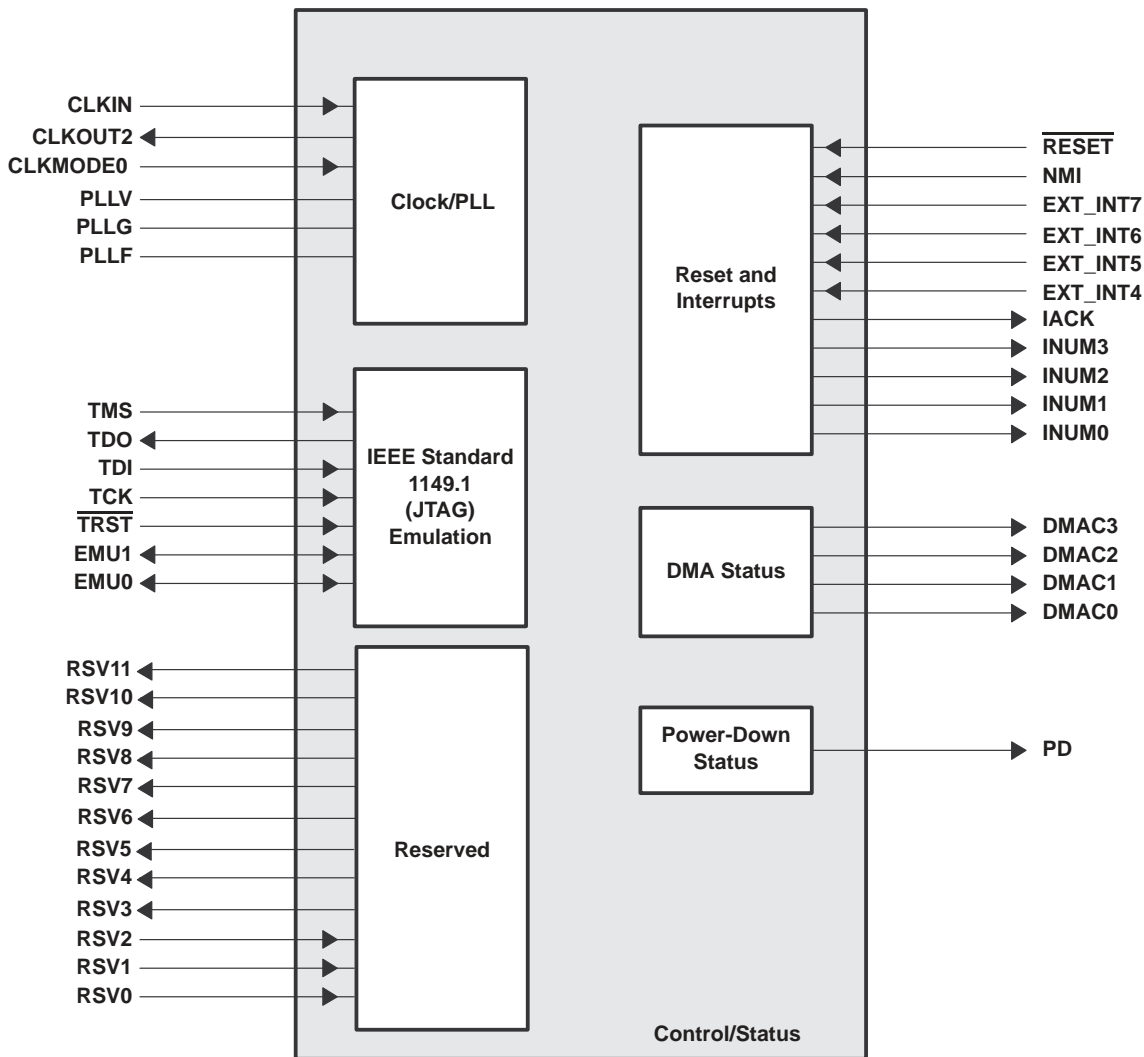 CLKIN
CLKOUT2
CLKMODE0
PLLV
PLLG
PLLF
Clock/PLL
TMS
TDO
TDI
TCK
TRST
EMU1
EMU0
IEEE Standard
1149.1
(JTAG)
Emulation
RSV11
RSV10
RSV9
RSV8
RSV7
RSV6
RSV5
RSV4
RSV3
RSV2
RSV1
RSV0
Reserved
Reset and
Interrupts
RESET
NMI
EXT_INT7
EXT_INT6
EXT_INT5
EXT_INT4
IACK
INUM3
INUM2
INUM1
INUM0
DMA Status
DMAC3
DMAC2
DMAC1
DMAC0
Power-Down
Status
PD
Control/Status